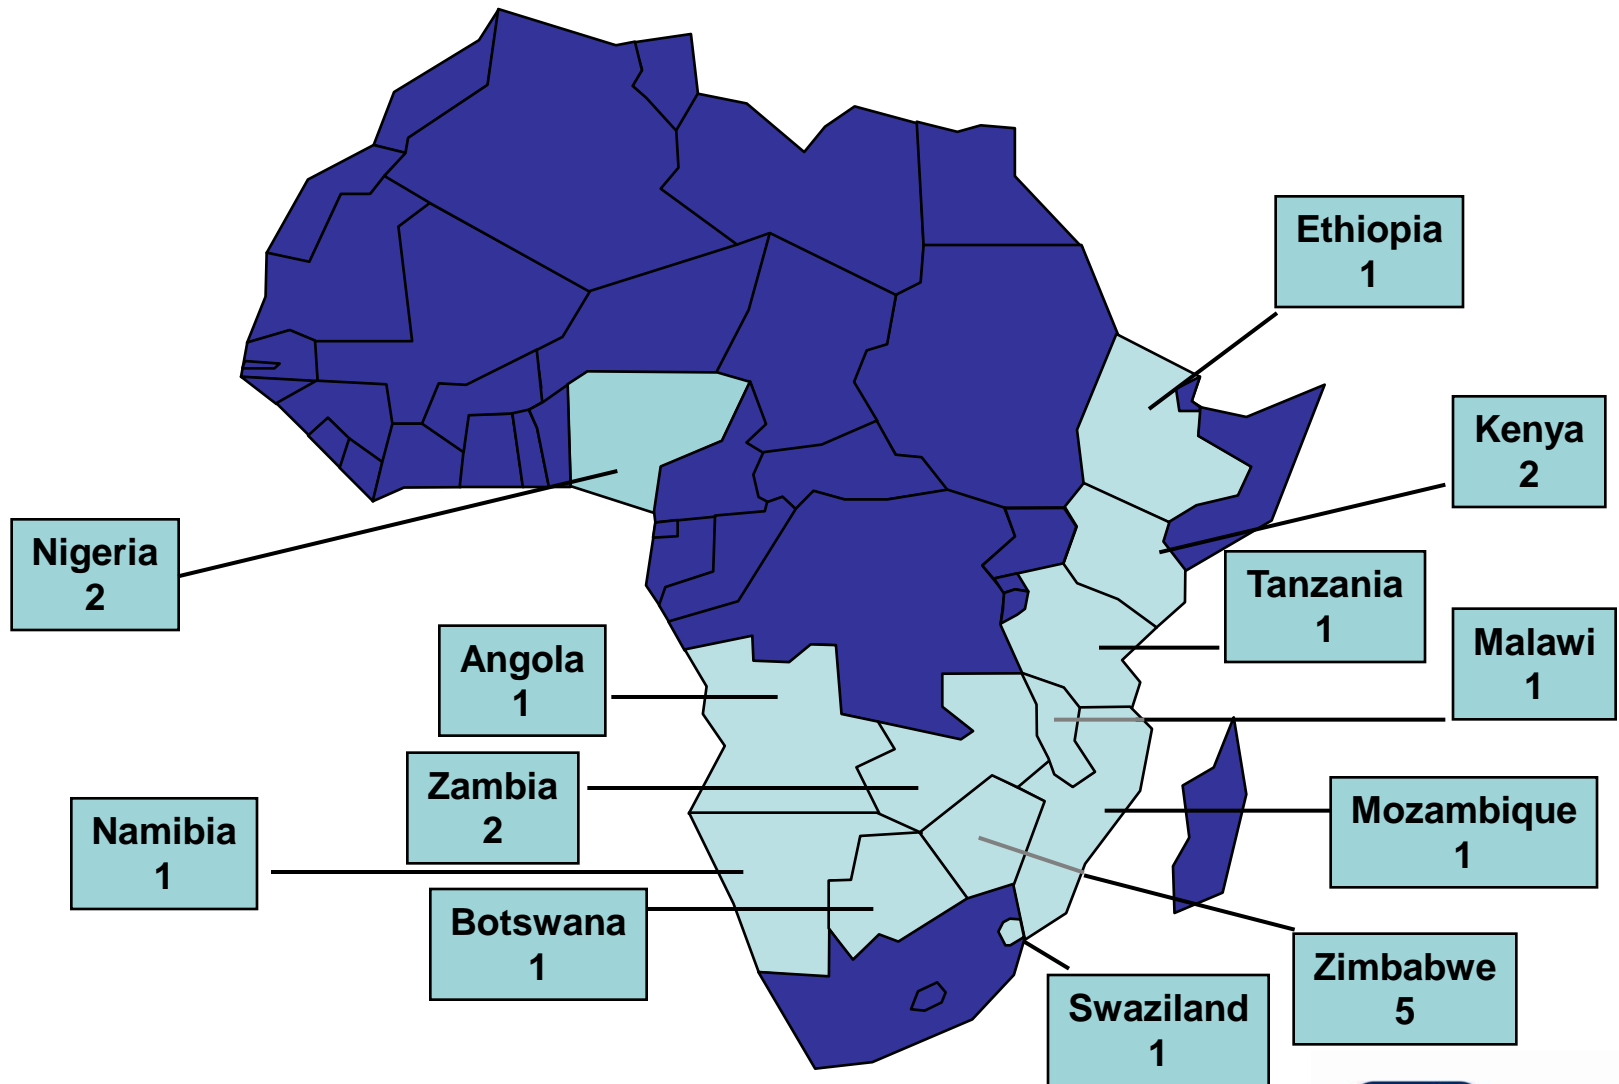 Ethiopia
1
Kenya
2
Nigeria
2
Tanzania
1
Malawi
1
Angola
1
Zambia
2
Mozambique
1
Namibia
1
Botswana
1
Zimbabwe
5
Swaziland
1